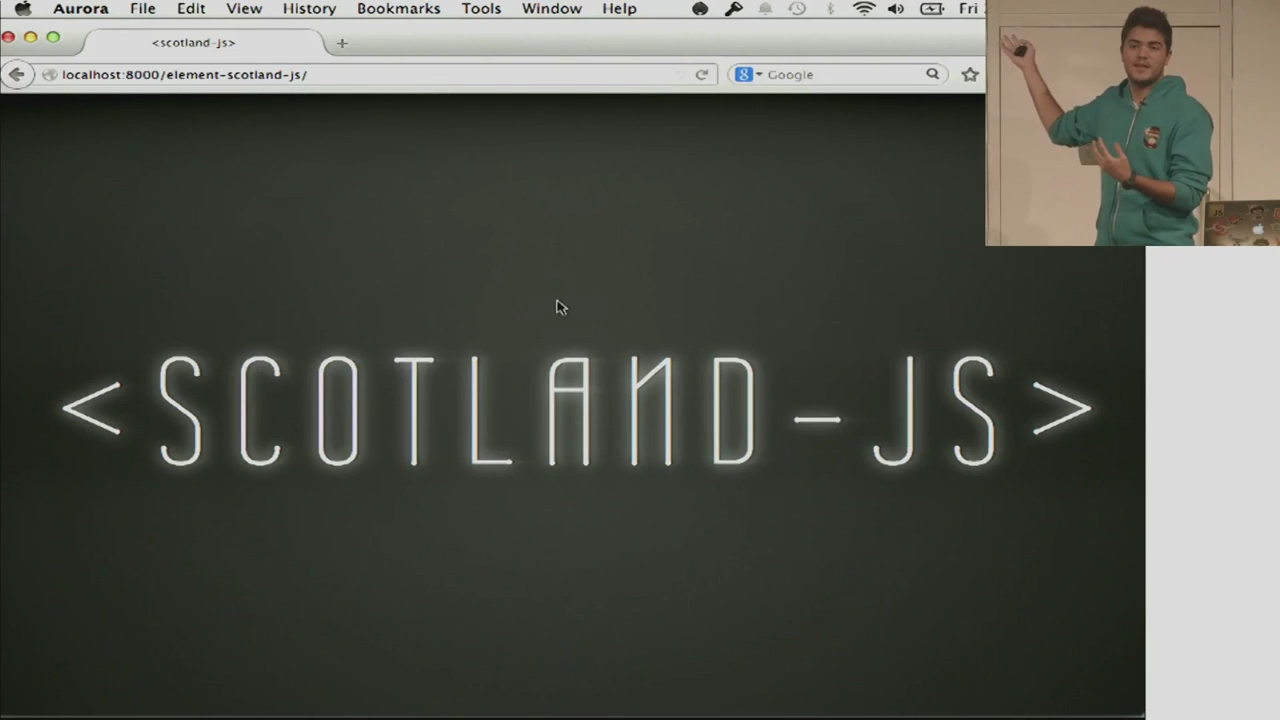 Aurora File Edit View History Bookmarks Tools Window Help Fri
<scotland-js>
localhost:8000/element-scotland-js/
Google
<SCOTLAND-JS>